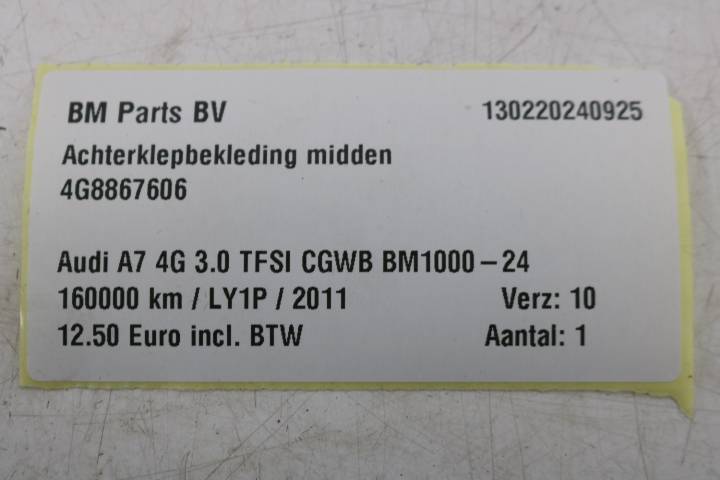 BM Parts BV 130220240925
Achterklepbekleding midden
4G8867606
Audi A7 4G 3.0 TFSI CGWB BM1000-24
160000 km / LY1P / 2011 Verz: 10
12.50 Euro incl. BTW Aantal: 1